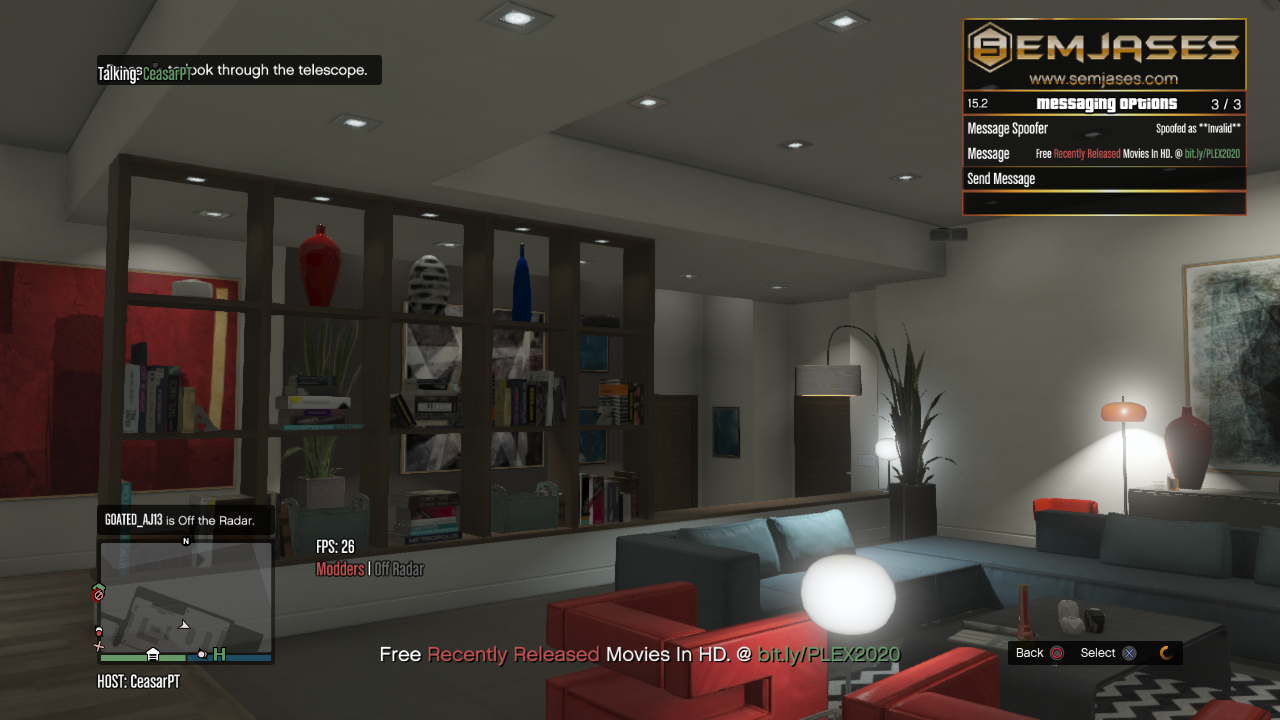 SEMJASES
www.semjases.com
15.2 messaging options 3 / 3
Message Spoofer Spoofed as **Invalid**
Message Free Recently Released Movies In HD. @ bit.ly/PLEX2020
Send Message
Talking: CeasarPT look through the telescope.
GOATED_AJ13 is Off the Radar.
N
FPS: 26
Modders | Off Radar
H
HOST: CeasarPT
Free Recently Released Movies In HD. @ bit.ly/PLEX2020
Back Select